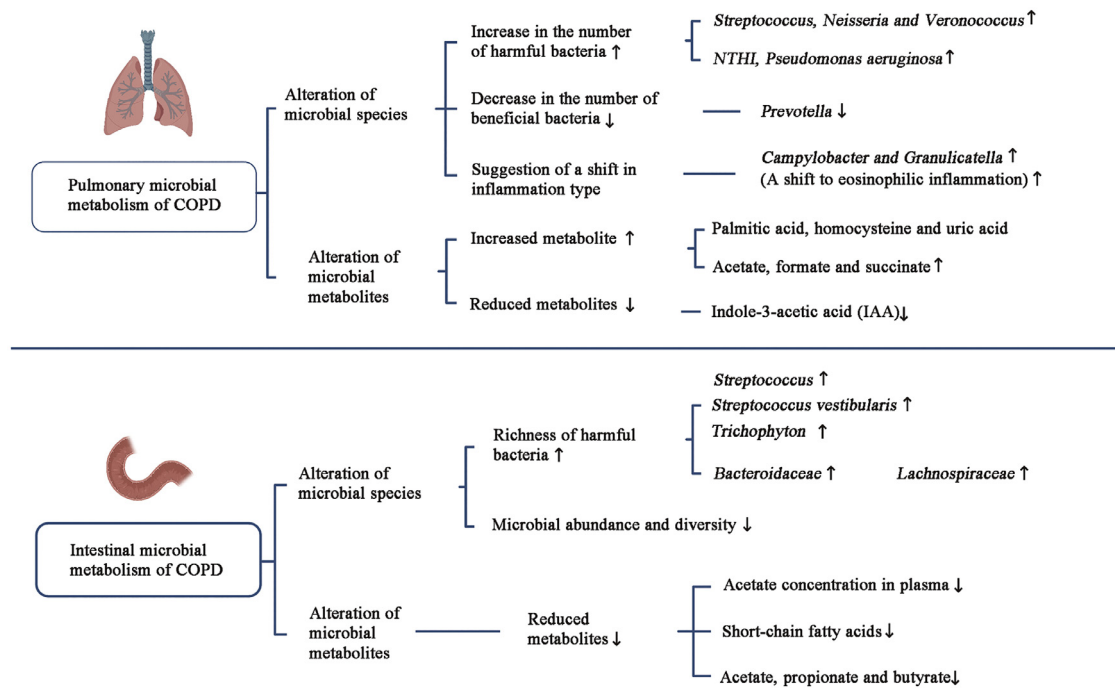 Increase in the number
of harmful bacteria ↑
Streptococcus, Neisseria and Veronococcus ↑
NTHI, Pseudomonas aeruginosa ↑
Alteration of
microbial species
Decrease in the number of
beneficial bacteria ↓
Prevotella ↓
Suggestion of a shift in
inflammation type
Campylobacter and Granulicatella ↑
(A shift to eosinophilic inflammation) ↑
Pulmonary microbial
metabolism of COPD
Alteration of
microbial
metabolites
Increased metabolite ↑
Palmitic acid, homocysteine and uric acid
Acetate, formate and succinate ↑
Reduced metabolites ↓
Indole-3-acetic acid (IAA)↓
Streptococcus ↑
Streptococcus vestibularis ↑
Trichophyton ↑
Richness of harmful
bacteria ↑
Bacteroidaceae ↑ Lachnospiraceae ↑
Alteration of
microbial species
Microbial abundance and diversity ↓
Intestinal microbial
metabolism of COPD
Alteration of
microbial
metabolites
Reduced
metabolites ↓
Acetate concentration in plasma ↓
Short-chain fatty acids ↓
Acetate, propionate and butyrate↓